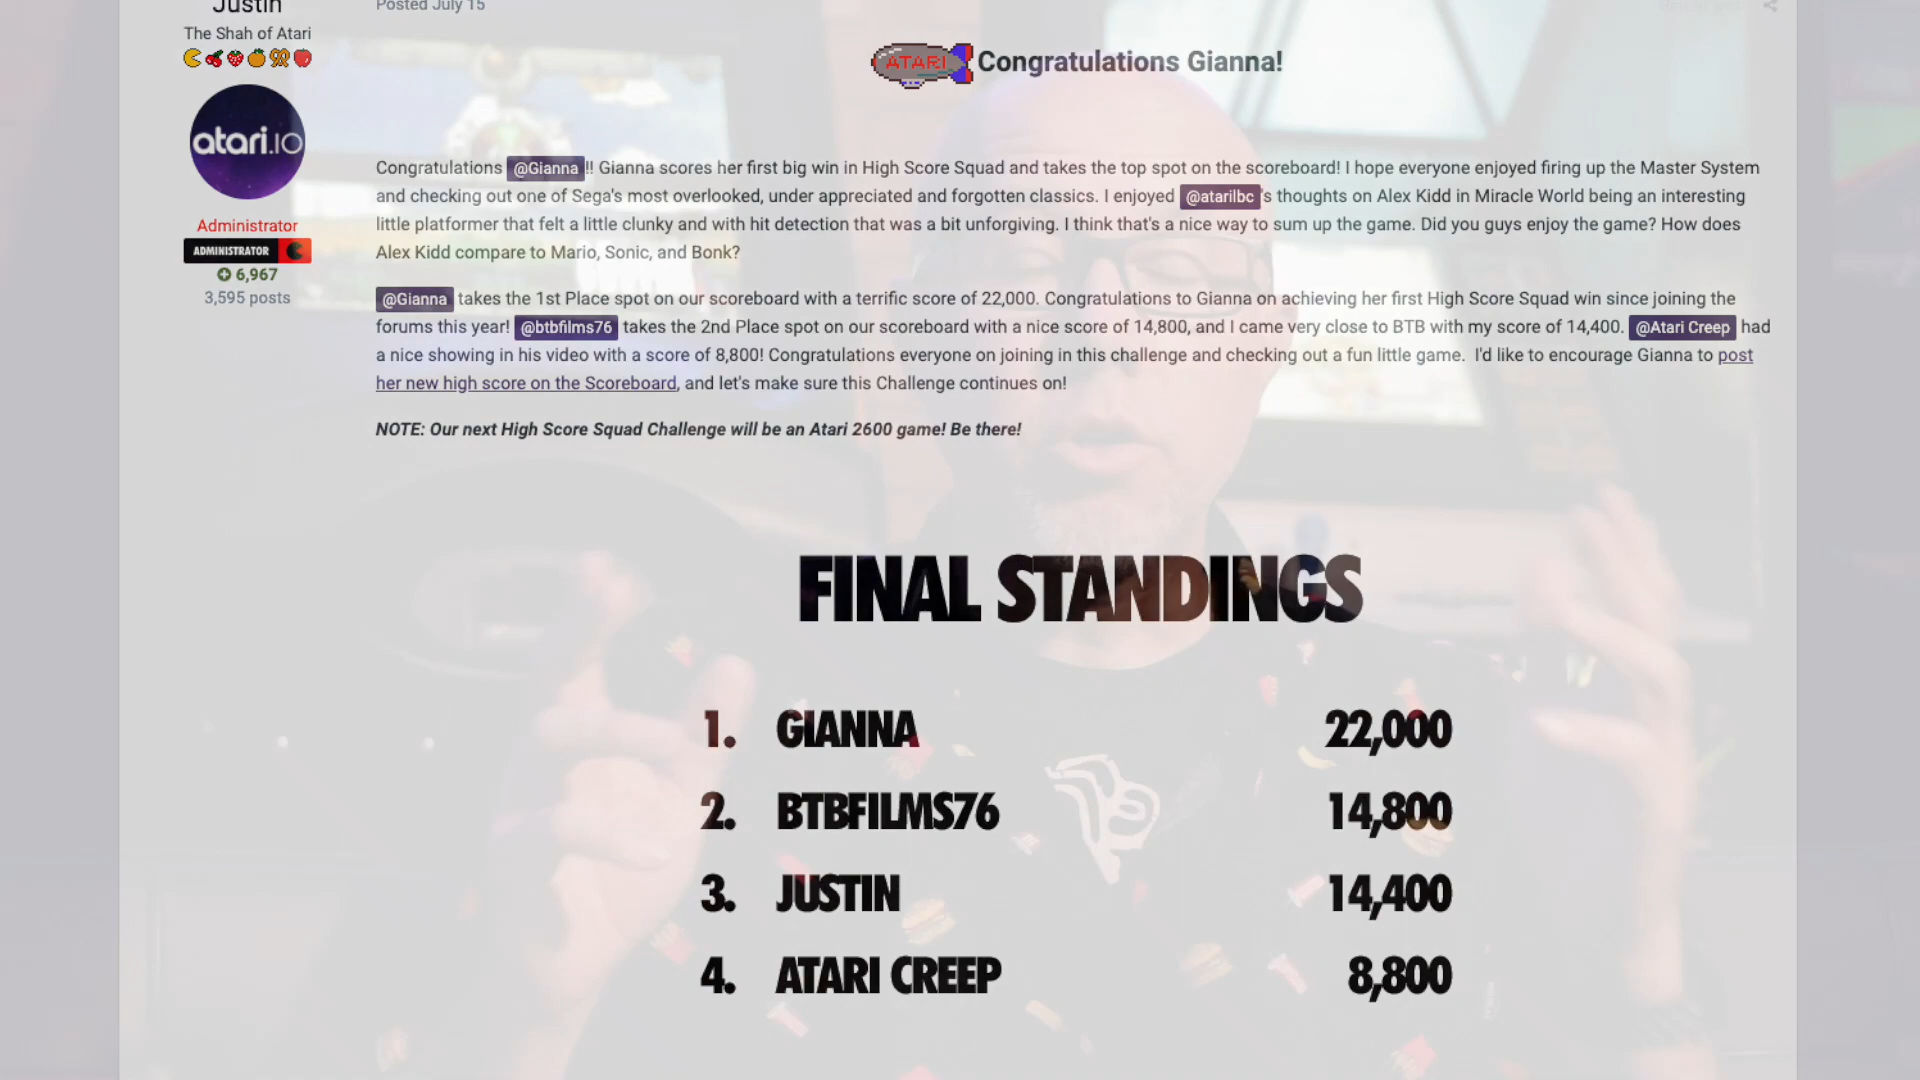 Justin
Posted July 15
The Shah of Atari
atari.io
Administrator
ADMINISTRATOR
6,967
3,595 posts
ATARI Congratulations Gianna!
Congratulations @Gianna!! Gianna scores her first big win in High Score Squad and takes the top spot on the scoreboard! I hope everyone enjoyed firing up the Master System
and checking out one of Sega's most overlooked, under appreciated and forgotten classics. I enjoyed @atarilbc's thoughts on Alex Kidd in Miracle World being an interesting
little platformer that felt a little clunky and with hit detection that was a bit unforgiving. I think that's a nice way to sum up the game. Did you guys enjoy the game? How does
Alex Kidd compare to Mario, Sonic, and Bonk?
@Gianna takes the 1st Place spot on our scoreboard with a terrific score of 22,000. Congratulations to Gianna on achieving her first High Score Squad win since joining the
forums this year! @btbfilms76 takes the 2nd Place spot on our scoreboard with a nice score of 14,800, and I came very close to BTB with my score of 14,400. @Atari Creep had
a nice showing in his video with a score of 8,800! Congratulations everyone on joining in this challenge and checking out a fun little game. I'd like to encourage Gianna to post
her new high score on the Scoreboard, and let's make sure this Challenge continues on!
NOTE: Our next High Score Squad Challenge will be an Atari 2600 game! Be there!
FINAL STANDINGS
1. GIANNA 22,000
2. BTBFILMS76 14,800
3. JUSTIN 14,400
4. ATARI CREEP 8,800